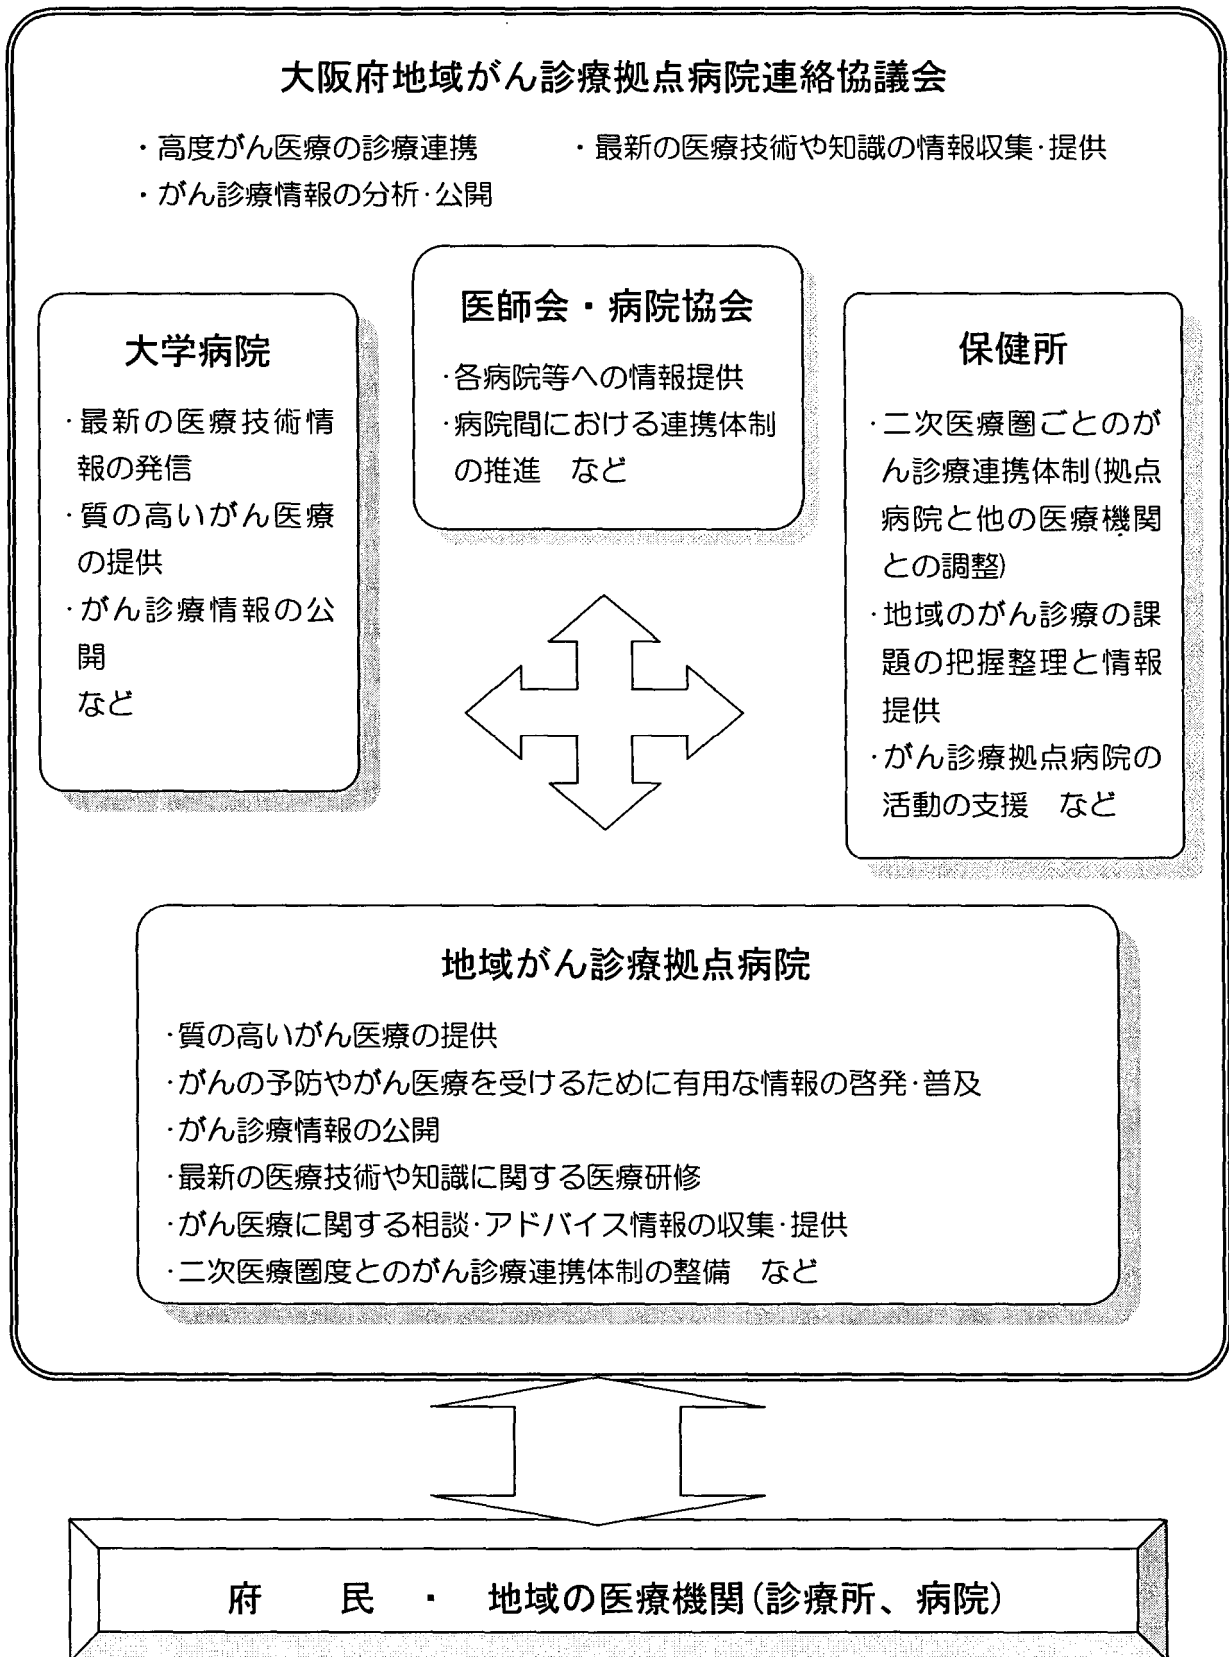 大阪府地域がん診療拠点病院連絡協議会
・高度がん医療の診療連携　・最新の医療技術や知識の情報収集·提供
・がん診療情報の分析·公開
医師会・病院協会
·各病院等への情報提供
·病院間における連携体制
の推進　など
大学病院
·最新の医療技術情
報の発信
·質の高いがん医療
の提供
·がん診療情報の公
開
など
保健所
·二次医療圏ごとのが
ん診療連携体制(拠点
病院と他の医療機関
との調整)
·地域のがん診療の課
題の把握整理と情報
提供
·がん診療拠点病院の
活動の支援　など
地域がん診療拠点病院
·質の高いがん医療の提供
·がんの予防やがん医療を受けるために有用な情報の啓発·普及
·がん診療情報の公開
·最新の医療技術や知識に関する医療研修
·がん医療に関する相談·アドバイス情報の収集·提供
·二次医療圏度とのがん診療連携体制の整備　など
府　民　・　地域の医療機関(診療所、病院)